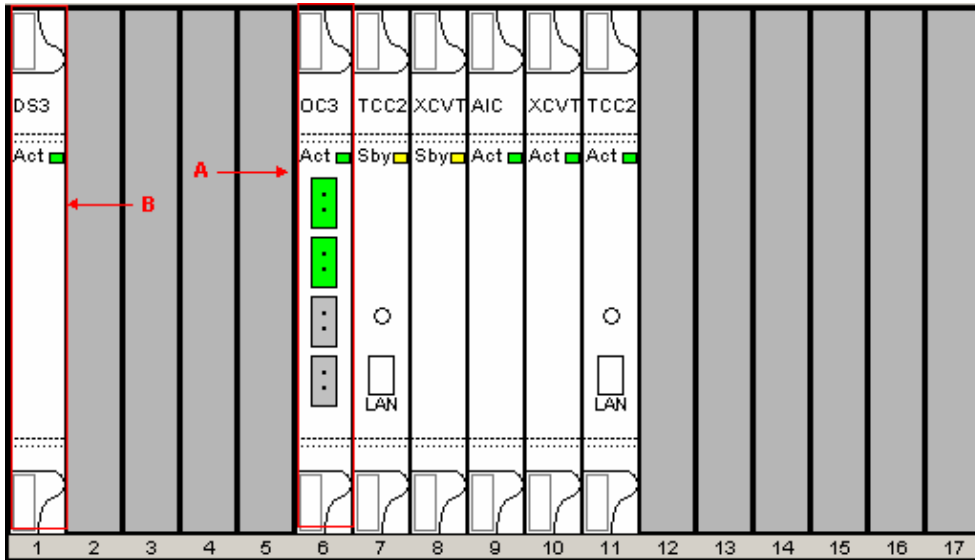 DS3 OC3 TCC2 XCVT AIC XCVT TCC2
Act Act Sby Sby Act Act Act
A
B
LAN LAN
1 2 3 4 5 6 7 8 9 10 11 12 13 14 15 16 17